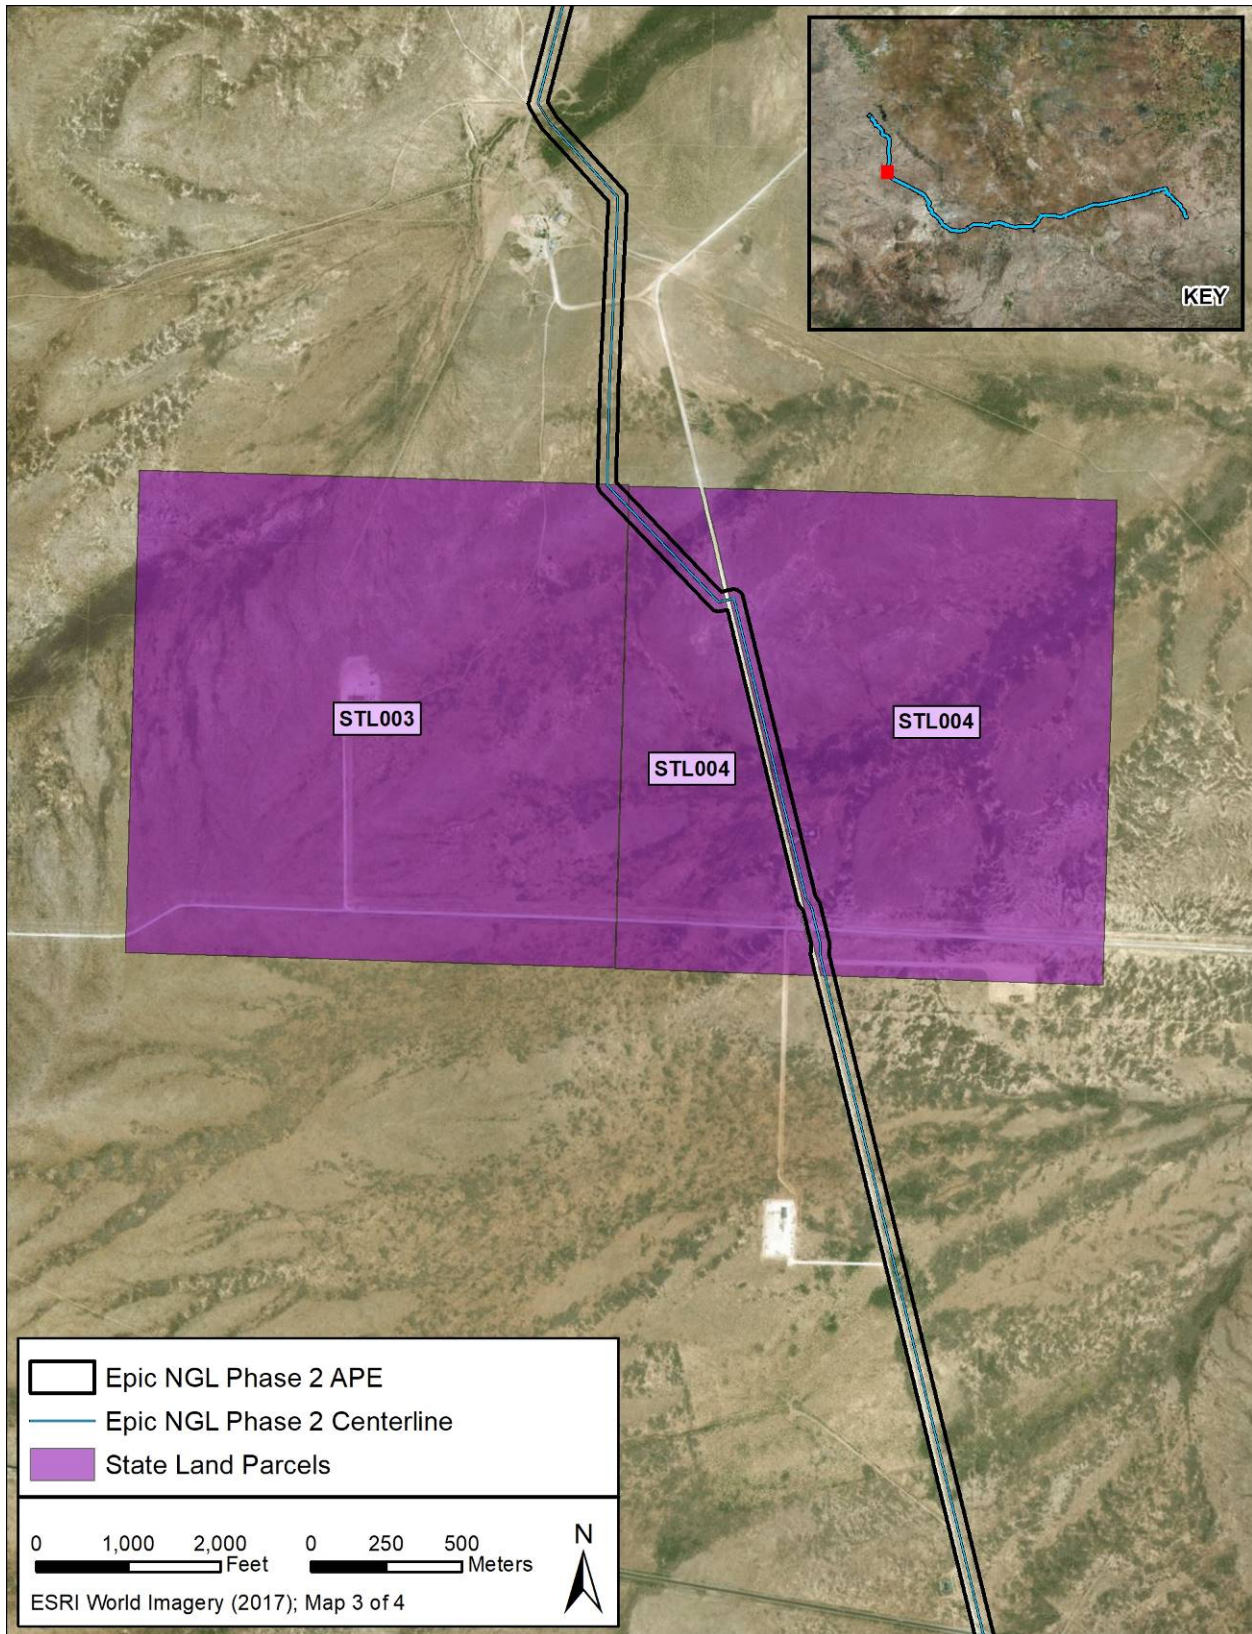 KEY
STL003
STL004
STL004
Epic NGL Phase 2 APE
Epic NGL Phase 2 Centerline
State Land Parcels
0 1,000 2,000 Feet
0 250 500 Meters
N
ESRI World Imagery (2017); Map 3 of 4